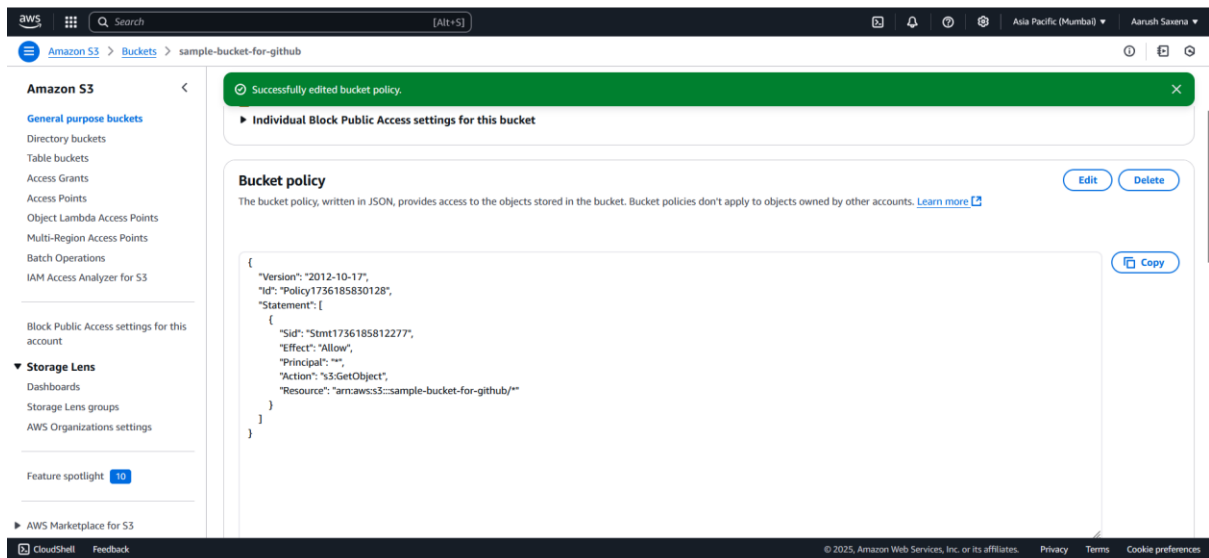 aws
Search
[Alt+S]
Asia Pacific (Mumbai) ▼
Aarush Saxena ▼
Amazon S3 > Buckets > sample-bucket-for-github
Amazon S3
General purpose buckets
Directory buckets
Table buckets
Access Grants
Access Points
Object Lambda Access Points
Multi-Region Access Points
Batch Operations
IAM Access Analyzer for S3
Block Public Access settings for this
account
▼ Storage Lens
Dashboards
Storage Lens groups
AWS Organizations settings
Feature spotlight 10
▶ AWS Marketplace for S3
Successfully edited bucket policy.
▶ Individual Block Public Access settings for this bucket
Bucket policy
Edit
Delete
The bucket policy, written in JSON, provides access to the objects stored in the bucket. Bucket policies don't apply to objects owned by other accounts. Learn more
Copy
{
"Version": "2012-10-17",
"Id": "Policy1736185830128",
"Statement": [
{
"Sid": "Stmt1736185812277",
"Effect": "Allow",
"Principal": "*",
"Action": "s3:GetObject",
"Resource": "arn:aws:s3:::sample-bucket-for-github/*"
}
]
}
CloudShell
Feedback
© 2025, Amazon Web Services, Inc. or its affiliates.
Privacy
Terms
Cookie preferences